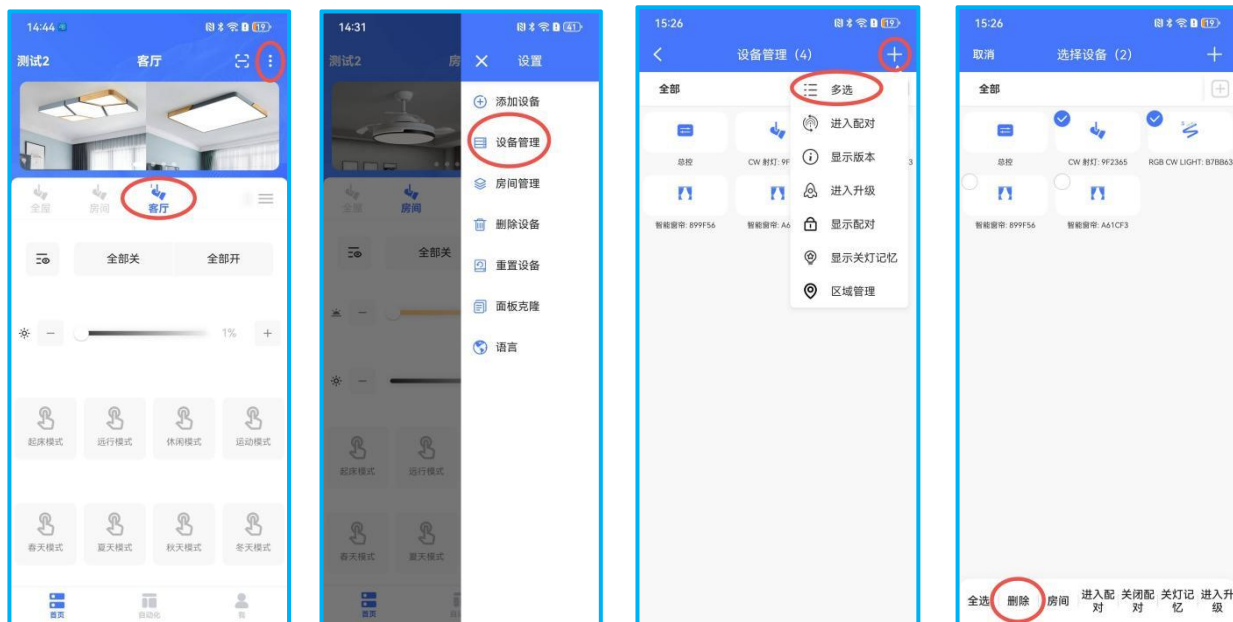 14:44
19
测试2
客厅
全屋
房间
客厅
全部关
全部开
1%
起床模式
远行模式
休闲模式
运动模式
春天模式
夏天模式
秋天模式
冬天模式
首页
自动化
我
14:31
41
测试2
房
设置
添加设备
设备管理
房间管理
删除设备
重置设备
面板克隆
语言
全屋
房间
全部关
起床模式
远行模式
春天模式
夏天模式
首页
15:26
19
设备管理（4）
全部
多选
进入配对
显示版本
进入升级
显示配对
显示关灯记忆
区域管理
总控
CW 射灯: 9F
3
智能窗帘: 899F56
智能窗帘: A6
15:26
19
取消
选择设备（2）
全部
总控
CW 射灯: 9F2365
RGB CW LIGHT: B7BB63
智能窗帘: 899F56
智能窗帘: A61CF3
全选
删除
房间
进入配
对
关闭配
对
关灯记
忆
进入升
级